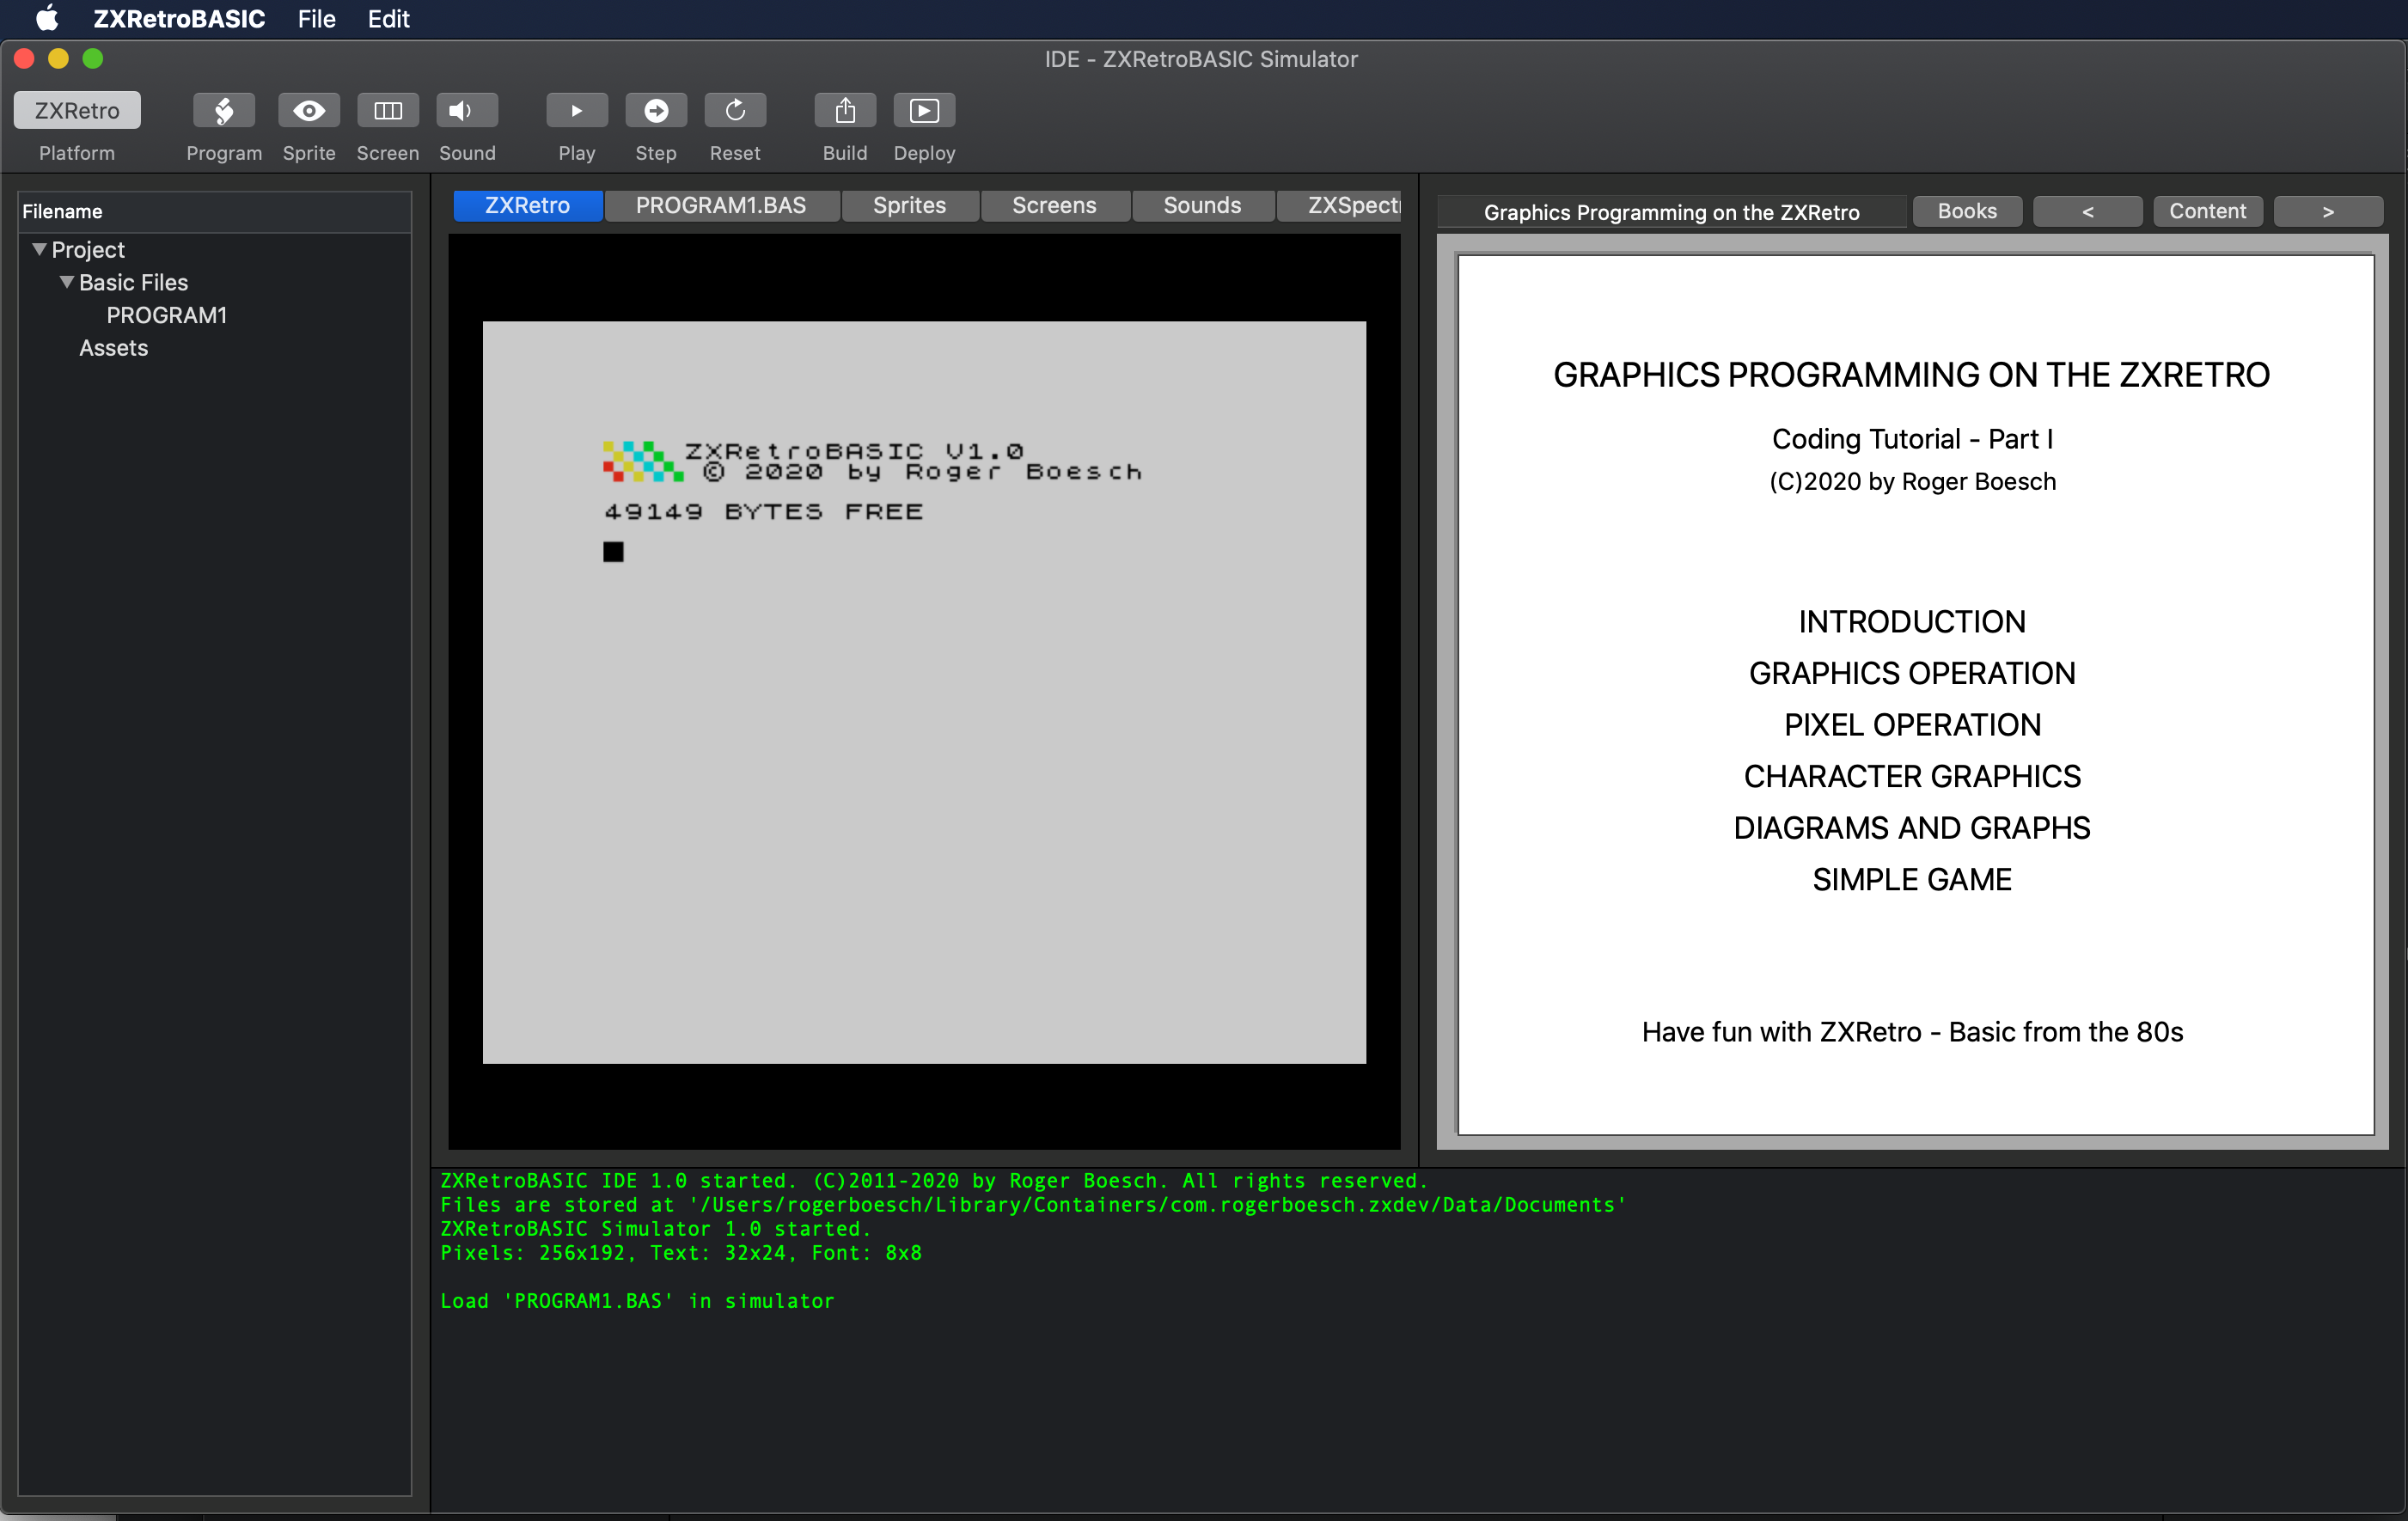 ZXRetroBASIC File Edit
IDE - ZXRetroBASIC Simulator
ZXRetro
Platform Program Sprite Screen Sound Play Step Reset Build Deploy
Filename
Project
Basic Files
PROGRAM1
Assets
ZXRetro PROGRAM1.BAS Sprites Screens Sounds ZXSpect
ZXRetroBASIC V1.0
© 2020 by Roger Boesch
49149 BYTES FREE
Graphics Programming on the ZXRetro Books < Content >
GRAPHICS PROGRAMMING ON THE ZXRETRO
Coding Tutorial - Part I
(C)2020 by Roger Boesch
INTRODUCTION
GRAPHICS OPERATION
PIXEL OPERATION
CHARACTER GRAPHICS
DIAGRAMS AND GRAPHS
SIMPLE GAME
Have fun with ZXRetro - Basic from the 80s
ZXRetroBASIC IDE 1.0 started. (C)2011-2020 by Roger Boesch. All rights reserved.
Files are stored at '/Users/rogerboesch/Library/Containers/com.rogerboesch.zxdev/Data/Documents'
ZXRetroBASIC Simulator 1.0 started.
Pixels: 256x192, Text: 32x24, Font: 8x8
Load 'PROGRAM1.BAS' in simulator